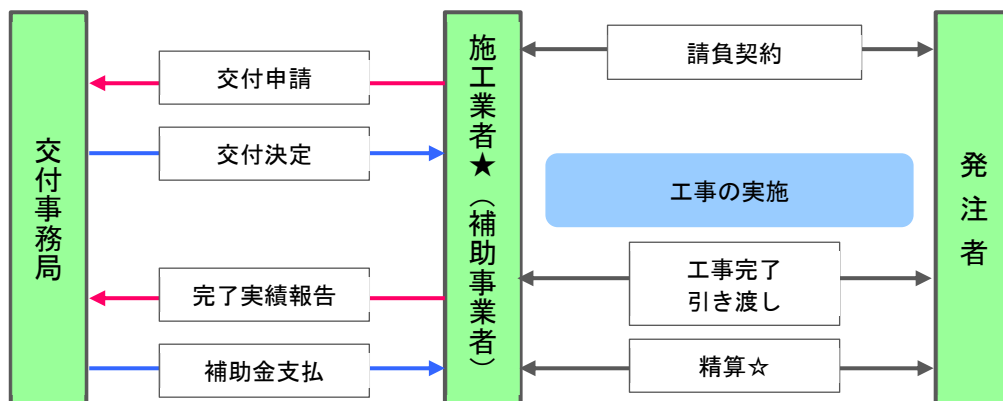 交付事務局
交付申請
交付決定
完了実績報告
補助金支払
施工業者★（補助事業者）
請負契約
工事の実施
工事完了
引き渡し
精算☆
発注者